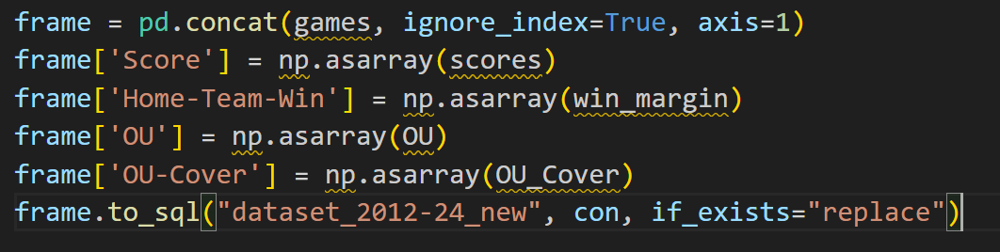 frame = pd.concat(games, ignore_index=True, axis=1)
frame['Score'] = np.asarray(scores)
frame['Home-Team-Win'] = np.asarray(win_margin)
frame['OU'] = np.asarray(OU)
frame['OU-Cover'] = np.asarray(OU_Cover)
frame.to_sql("dataset_2012-24_new", con, if_exists="replace")